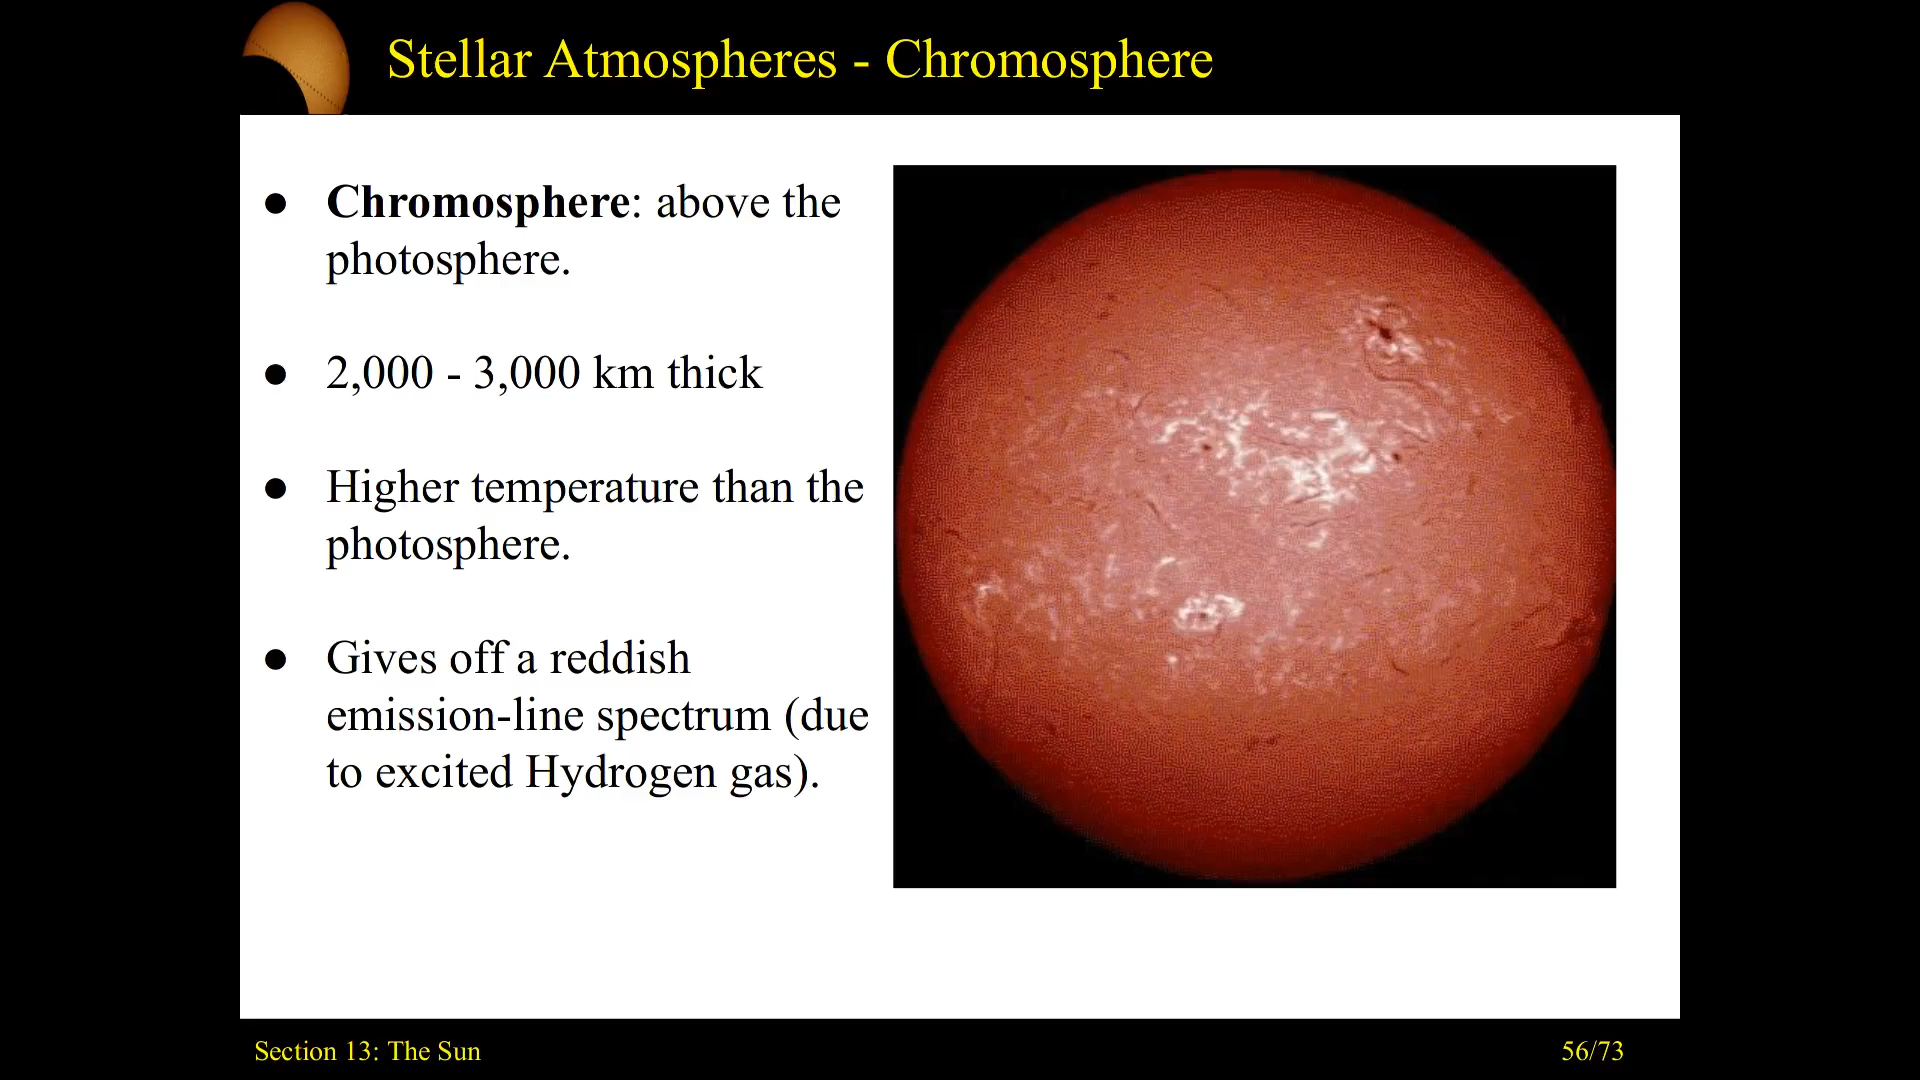 Stellar Atmospheres - Chromosphere
● Chromosphere: above the
photosphere.
● 2,000 - 3,000 km thick
● Higher temperature than the
photosphere.
● Gives off a reddish
emission-line spectrum (due
to excited Hydrogen gas).
Section 13: The Sun
56/73